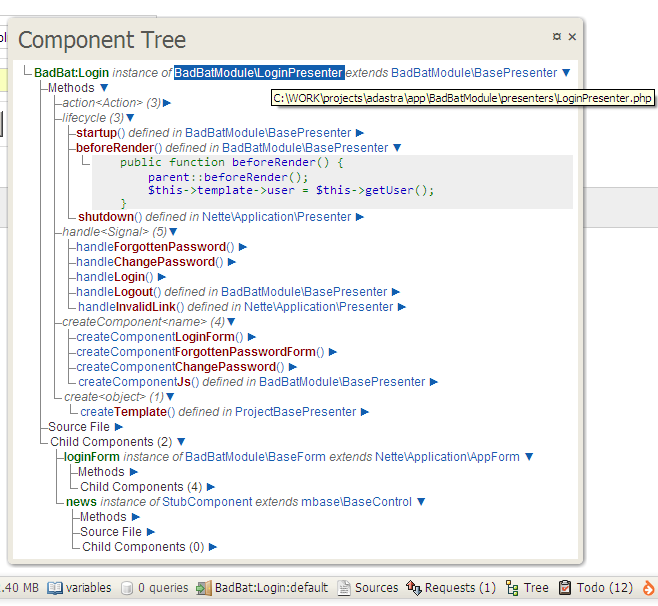 Component Tree
BadBat:Login instance of BadBatModule\LoginPresenter extends BadBatModule\BasePresenter ▼
Methods ▼
C:\WORK\projects\adastra\app\BadBatModule\presenters\LoginPresenter.php
action<Action> (3) ►
lifecycle (3) ▼
startup() defined in BadBatModule\BasePresenter ►
beforeRender() defined in BadBatModule\BasePresenter ▼
public function beforeRender() {
parent::beforeRender();
$this->template->user = $this->getUser();
}
shutdown() defined in Nette\Application\Presenter ►
handle<Signal> (5) ▼
handleForgottenPassword() ►
handleChangePassword() ►
handleLogin() ►
handleLogout() defined in BadBatModule\BasePresenter ►
handleInvalidLink() defined in Nette\Application\Presenter ►
createComponent<name> (4) ▼
createComponentLoginForm() ►
createComponentForgottenPasswordForm() ►
createComponentChangePassword() ►
createComponentJs() defined in BadBatModule\BasePresenter ►
create<object> (1) ▼
createTemplate() defined in ProjectBasePresenter ►
Source File ►
Child Components (2) ▼
loginForm instance of BadBatModule\BaseForm extends Nette\Application\AppForm ▼
Methods ►
Child Components (4) ►
news instance of StubComponent extends mbase\BaseControl ▼
Methods ►
Source File ►
Child Components (0) ►
.40 MB variables 0 queries BadBat:Login:default Sources Requests (1) Tree Todo (12)